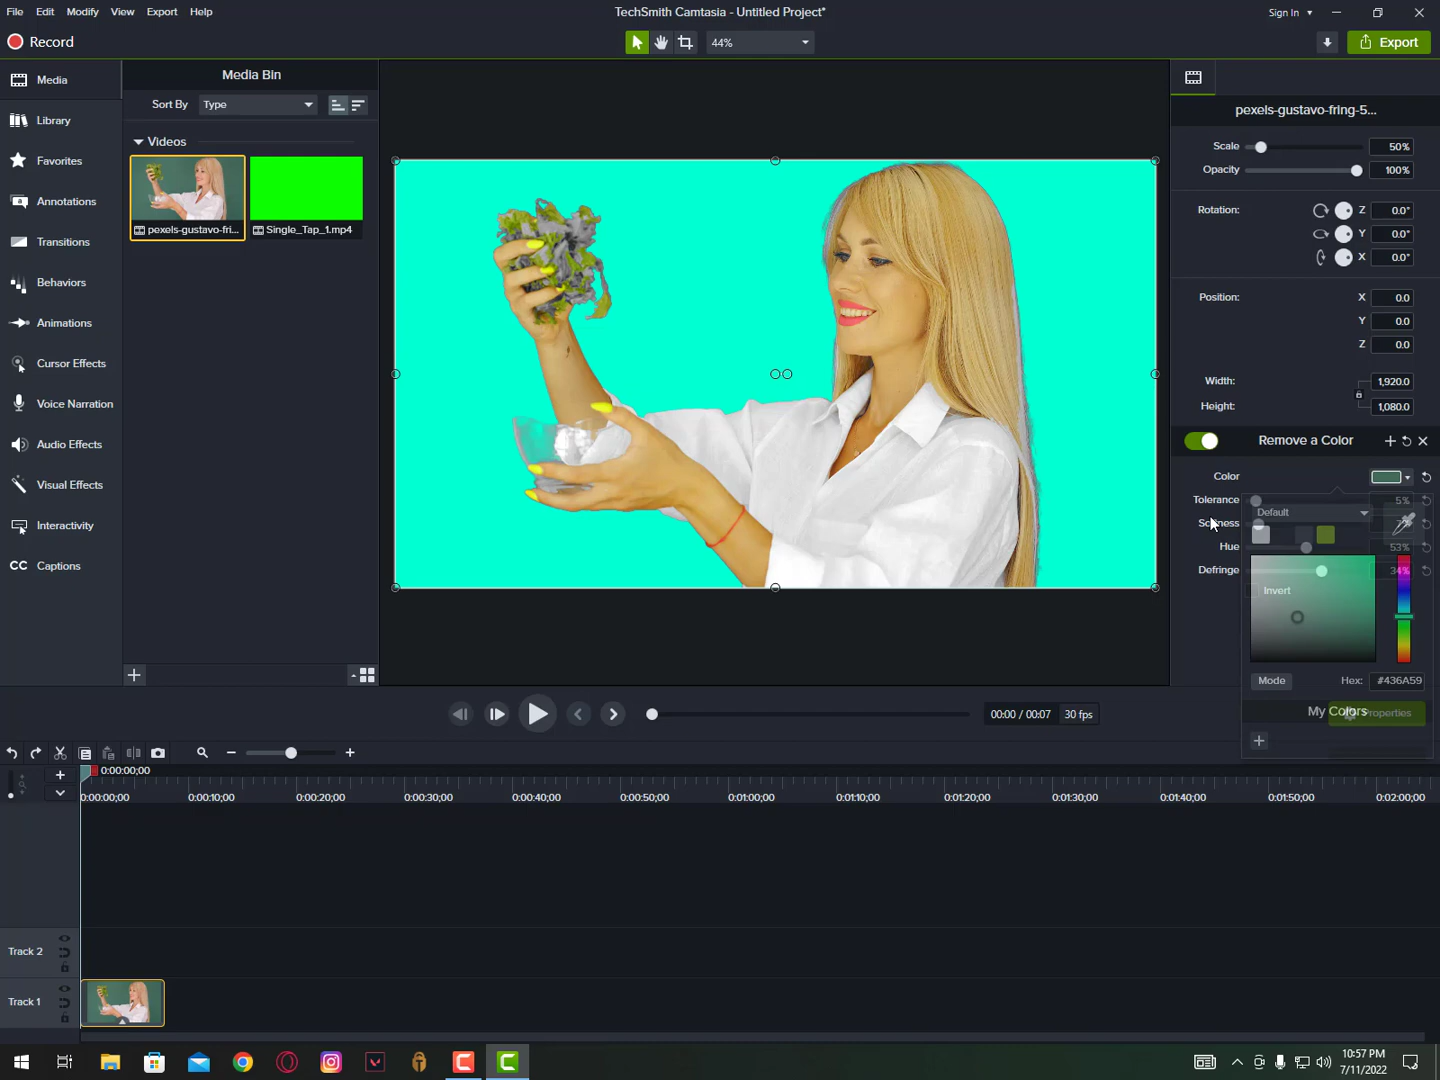 File Edit Modify View Export Help
TechSmith Camtasia - Untitled Project*
Sign In
Record
44%
Export
Media
Library
Favorites
Annotations
Transitions
Behaviors
Animations
Cursor Effects
Voice Narration
Audio Effects
Visual Effects
Interactivity
CC Captions
Media Bin
Sort By Type
Videos
pexels-gustavo-fri... Single_Tap_1.mp4
pexels-gustavo-fring-5...
Scale 50%
Opacity 100%
Rotation: Z 0.0°
Y 0.0°
X 0.0°
Position: X 0.0
Y 0.0
Z 0.0
Width: 1,920.0
Height: 1,080.0
Remove a Color
Color
Tolerance 5%
Default
Hue 53%
Defringe 34%
Invert
Mode Hex: #436A59
My Colors Properties
00:00 / 00:07 30 fps
0:00:00;00
0:00:00;00 0:00:10;00 0:00:20;00 0:00:30;00 0:00:40;00 0:00:50;00 0:01:00;00 0:01:10;00 0:01:20;00 0:01:30;00 0:01:40;00 0:01:50;00 0:02:00;00
Track 2
Track 1
10:57 PM
7/11/2022